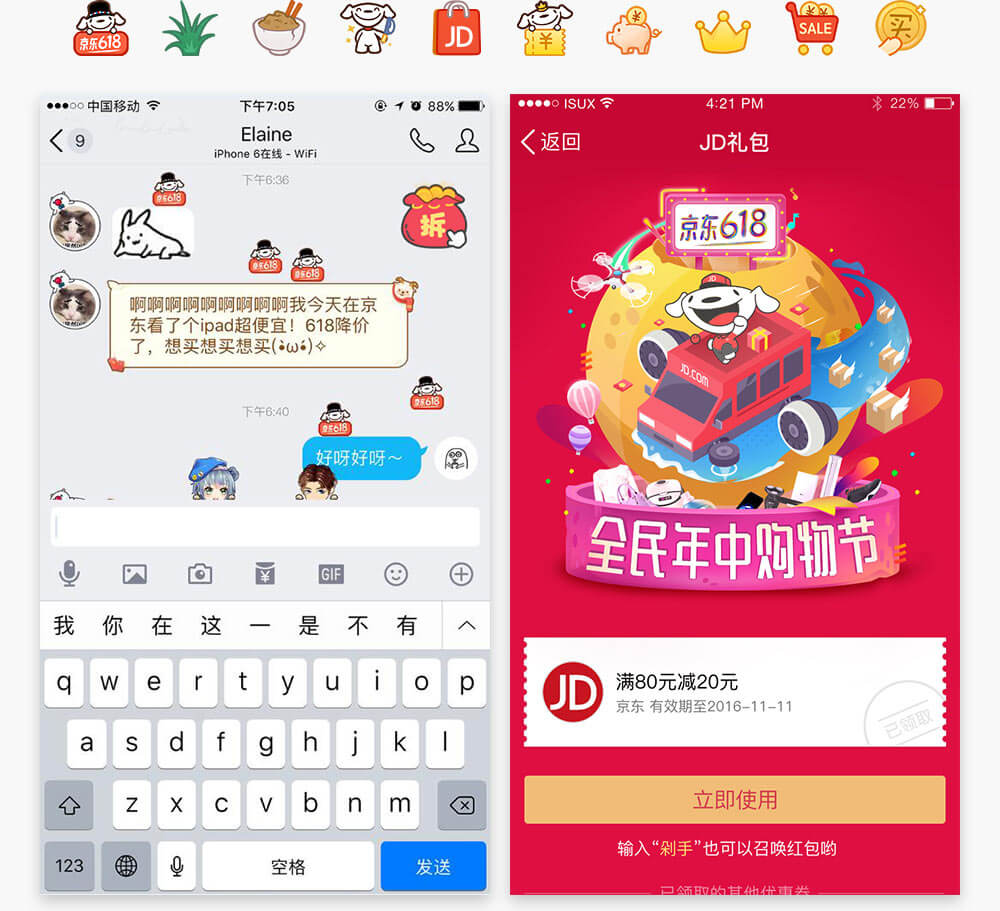 京东618
JD
¥
¥
¥
SALE
买
中国移动
下午7:05
88%
9
Elaine
iPhone 6在线 - WiFi
下午6:36
京东618
拆
京东618
京东618
啊啊啊啊啊啊啊啊啊我今天在京
东看了个ipad超便宜！618降价
了，想买想买想买(•̀ω•́)✧
京东618
下午6:40
京东618
好呀好呀～
¥
GIF
我 你 在 这 一 是 不 有
q w e r t y u i o p
a s d f g h j k l
z x c v b n m
123
空格
发送
ISUX
4:21 PM
22%
返回
JD礼包
京东618
JD
JD.COM
全民年中购物节
JD
满80元减20元
京东 有效期至2016-11-11
已领取
立即使用
输入“剁手”也可以召唤红包哟
已领取的其他优惠券